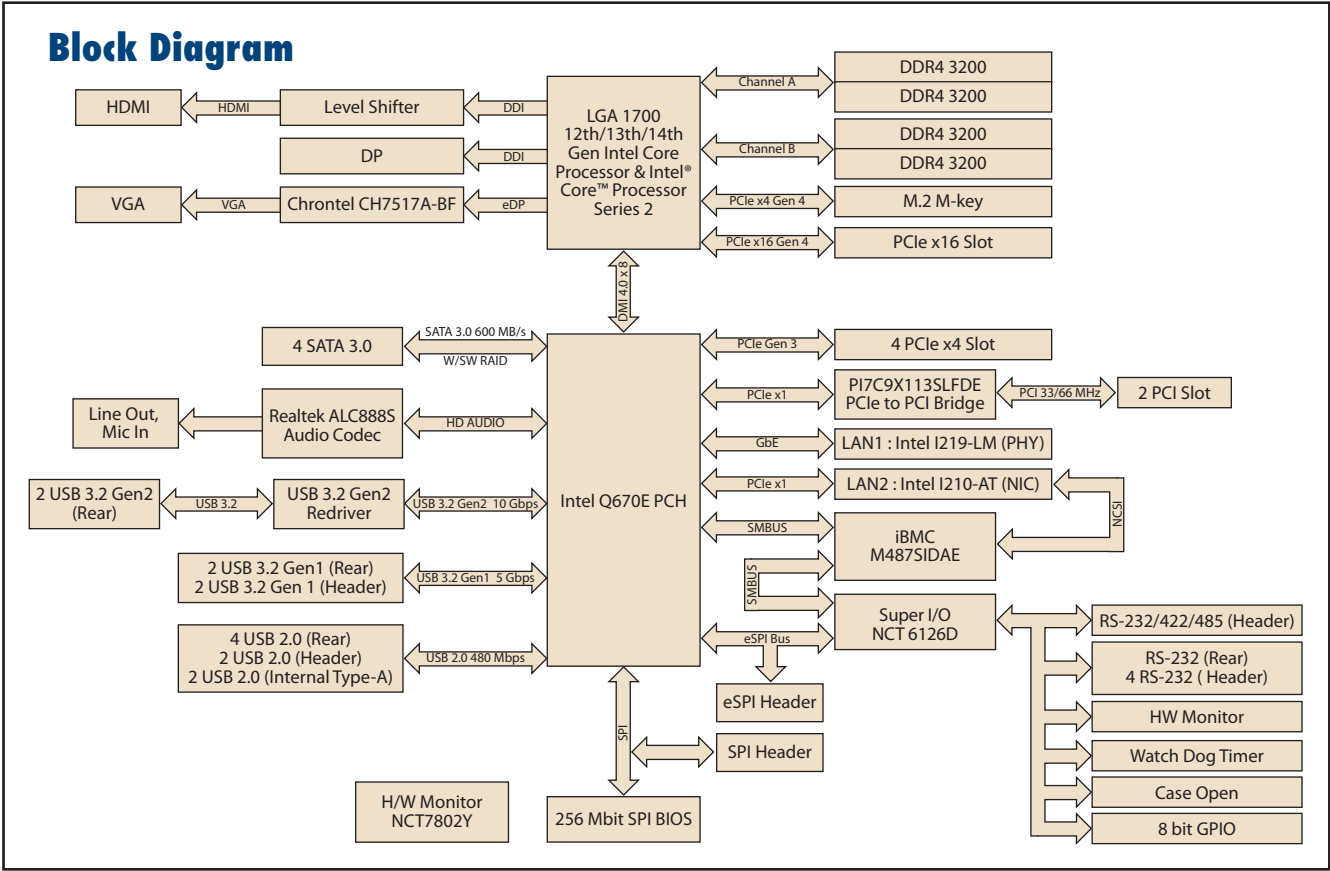 Block Diagram
HDMI
HDMI
Level Shifter
DDI
DP
DDI
VGA
VGA
Chrontel CH7517A-BF
eDP
LGA 1700
12th/13th/14th
Gen Intel Core
Processor & Intel®
Core™ Processor
Series 2
Channel A
DDR4 3200
DDR4 3200
Channel B
DDR4 3200
DDR4 3200
PCIe x4 Gen 4
M.2 M-key
PCIe x16 Gen 4
PCIe x16 Slot
DMI 4.0 x 8
4 SATA 3.0
SATA 3.0 600 MB/s
W/SW RAID
Line Out,
Mic In
Realtek ALC888S
Audio Codec
HD AUDIO
2 USB 3.2 Gen2
(Rear)
USB 3.2
USB 3.2 Gen2
Redriver
USB 3.2 Gen2 10 Gbps
2 USB 3.2 Gen1 (Rear)
2 USB 3.2 Gen 1 (Header)
USB 3.2 Gen1 5 Gbps
4 USB 2.0 (Rear)
2 USB 2.0 (Header)
2 USB 2.0 (Internal Type-A)
USB 2.0 480 Mbps
Intel Q670E PCH
PCIe Gen 3
4 PCIe x4 Slot
PCIe x1
PI7C9X113SLFDE
PCIe to PCI Bridge
PCI 33/66 MHz
2 PCI Slot
GbE
LAN1 : Intel I219-LM (PHY)
PCIe x1
LAN2 : Intel I210-AT (NIC)
NCSI
SMBUS
iBMC
M487SIDAE
SMBUS
Super I/O
NCT 6126D
eSPI Bus
eSPI Header
SPI
SPI Header
256 Mbit SPI BIOS
H/W Monitor
NCT7802Y
RS-232/422/485 (Header)
RS-232 (Rear)
4 RS-232 ( Header)
HW Monitor
Watch Dog Timer
Case Open
8 bit GPIO